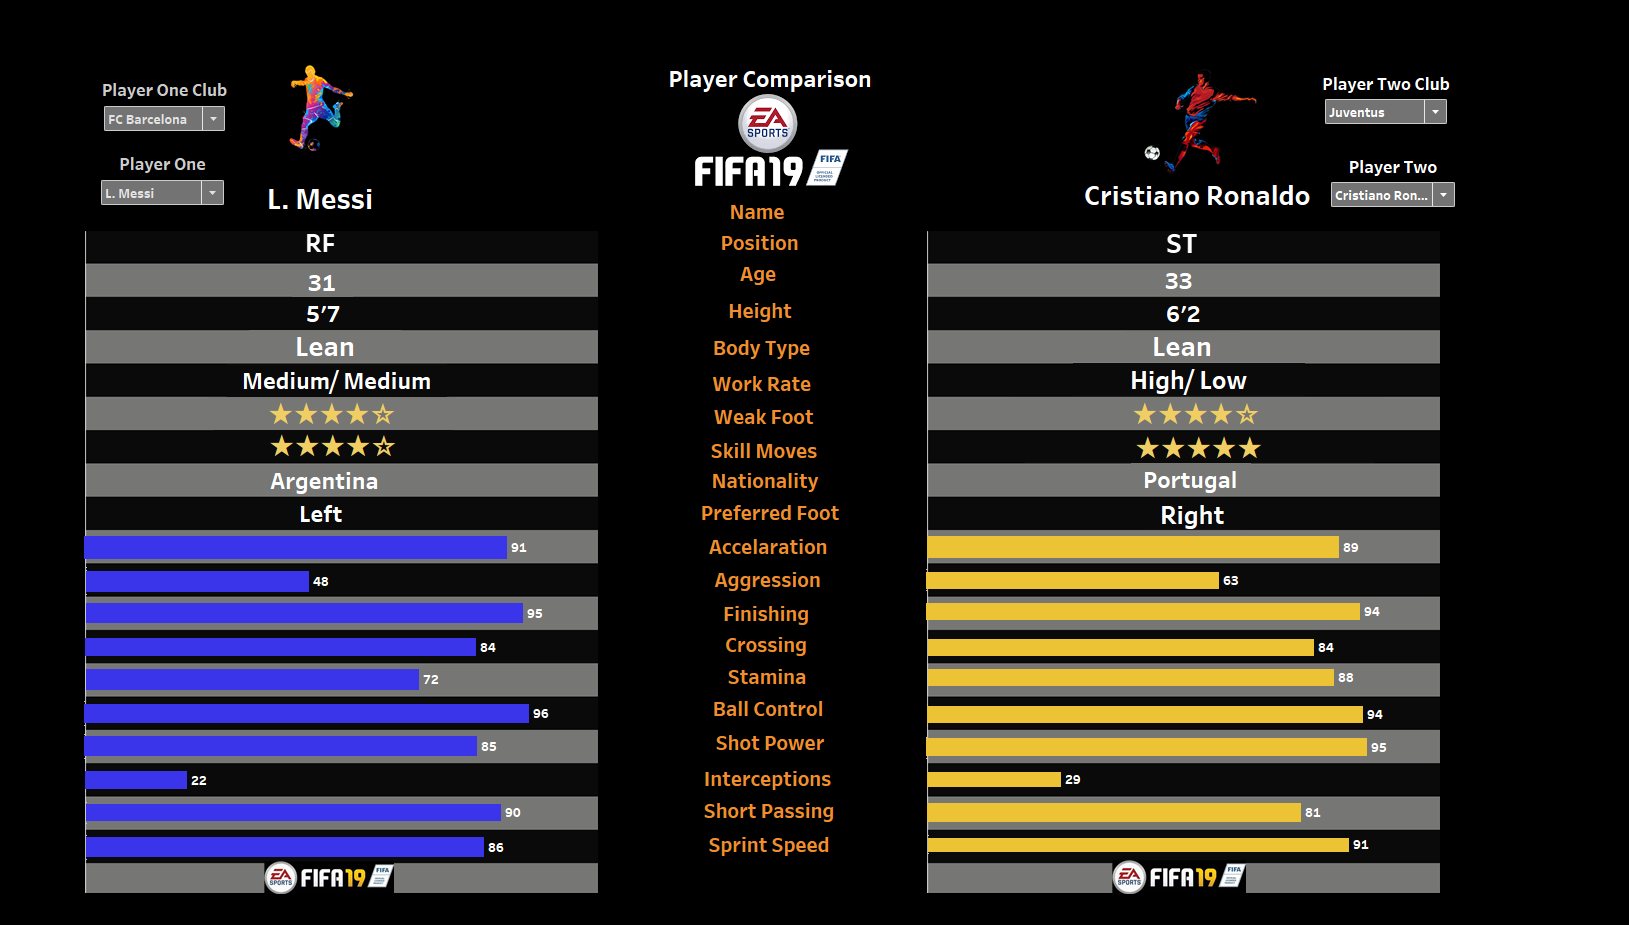 Player Comparison
Player One Club
FC Barcelona
Player One
L. Messi
L. Messi
EA
SPORTS
FIFA19
FIFA
Player Two Club
Juventus
Player Two
Cristiano Ron...
Cristiano Ronaldo
Name
RF Position ST
31 Age 33
5’7 Height 6’2
Lean Body Type Lean
Medium/ Medium Work Rate High/ Low
★★★★☆ Weak Foot ★★★★☆
★★★★☆ Skill Moves ★★★★★
Argentina Nationality Portugal
Left Preferred Foot Right
91 Accelaration 89
48 Aggression 63
95 Finishing 94
84 Crossing 84
72 Stamina 88
96 Ball Control 94
85 Shot Power 95
22 Interceptions 29
90 Short Passing 81
86 Sprint Speed 91
EA SPORTS FIFA19 FIFA
EA SPORTS FIFA19 FIFA